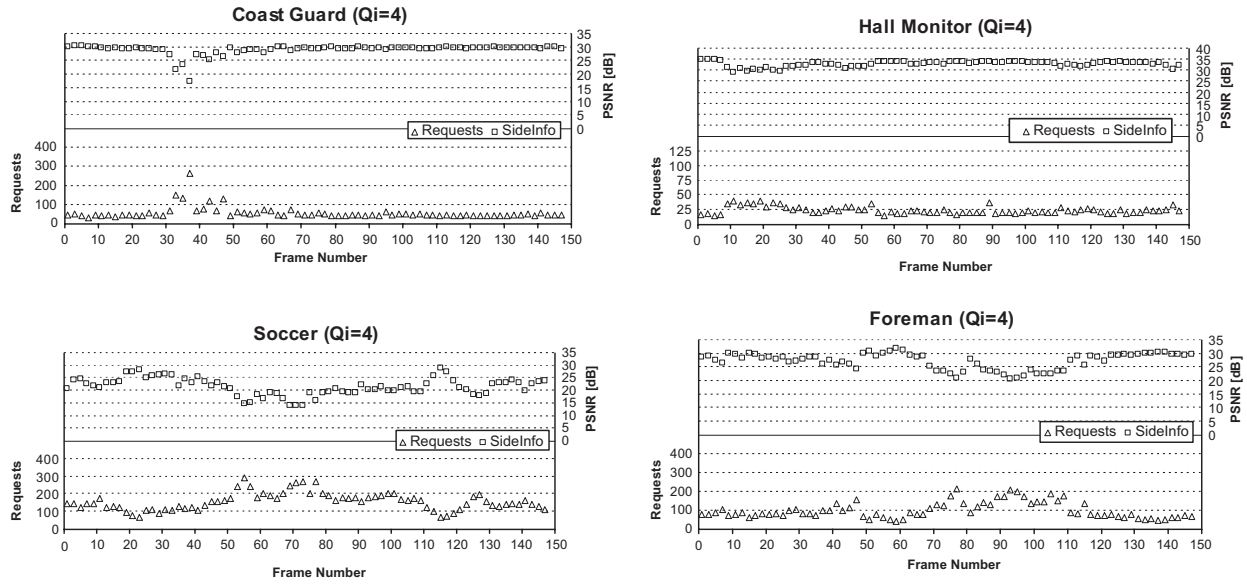 Coast Guard (Qi=4)
35
30
25
20
15
10
5
0
PSNR [dB]
Requests SideInfo
Requests
400
300
200
100
0
0 10 20 30 40 50 60 70 80 90 100 110 120 130 140 150
Frame Number
Hall Monitor (Qi=4)
40
35
30
25
20
15
10
5
0
PSNR [dB]
Requests SideInfo
Requests
125
100
75
50
25
0
0 10 20 30 40 50 60 70 80 90 100 110 120 130 140 150
Frame Number
Soccer (Qi=4)
35
30
25
20
15
10
5
0
PSNR [dB]
Requests SideInfo
Requests
400
300
200
100
0
0 10 20 30 40 50 60 70 80 90 100 110 120 130 140 150
Frame Number
Foreman (Qi=4)
35
30
25
20
15
10
5
0
PSNR [dB]
Requests SideInfo
Requests
400
300
200
100
0
0 10 20 30 40 50 60 70 80 90 100 110 120 130 140 150
Frame Number